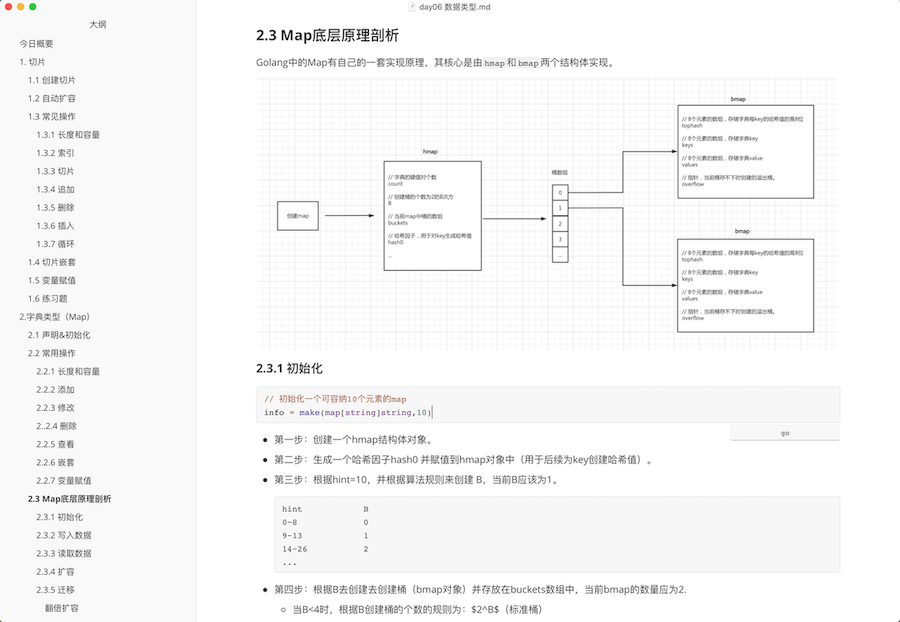 day06 数据类型.md
大纲
今日概要
1. 切片
1.1 创建切片
1.2 自动扩容
1.3 常见操作
1.3.1 长度和容量
1.3.2 索引
1.3.3 切片
1.3.4 追加
1.3.5 删除
1.3.6 插入
1.3.7 循环
1.4 切片嵌套
1.5 变量赋值
1.6 练习题
2.字典类型（Map）
2.1 声明&初始化
2.2 常用操作
2.2.1 长度和容量
2.2.2 添加
2.2.3 修改
2..2.4 删除
2.2.5 查看
2.2.6 嵌套
2.2.7 变量赋值
2.3 Map底层原理剖析
2.3.1 初始化
2.3.2 写入数据
2.3.3 读取数据
2.3.4 扩容
2.3.5 迁移
翻倍扩容
2.3 Map底层原理剖析
Golang中的Map有自己的一套实现原理，其核心是由hmap和bmap两个结构体实现。
创建map
hmap
// 字典的键值对个数
count
// 创建桶的个数为2的B次方
B
// 当前map中桶的数组
buckets
// 哈希因子，用于对key生成哈希值
hash0
...
桶数组
0
1
2
3
...
bmap
// 8个元素的数组，存储字典每key的哈希值的高8位
tophash
// 8个元素的数组，存储字典key
keys
// 8个元素的数组，存储字典value
values
// 指针，当前桶存不下时创建的溢出桶。
overflow
bmap
// 8个元素的数组，存储字典每key的哈希值的高8位
tophash
// 8个元素的数组，存储字典key
keys
// 8个元素的数组，存储字典value
values
// 指针，当前桶存不下时创建的溢出桶。
overflow
2.3.1 初始化
// 初始化一个可容纳10个元素的map
info = make(map[string]string,10)
go
第一步：创建一个hmap结构体对象。
第二步：生成一个哈希因子hash0 并赋值到hmap对象中（用于后续为key创建哈希值）。
第三步：根据hint=10，并根据算法规则来创建 B，当前B应该为1。
hint B
0-8 0
9-13 1
14-26 2
...
第四步：根据B去创建去创建桶（bmap对象）并存放在buckets数组中，当前bmap的数量应为2.
当B<4时，根据B创建桶的个数的规则为：$2^B$（标准桶）